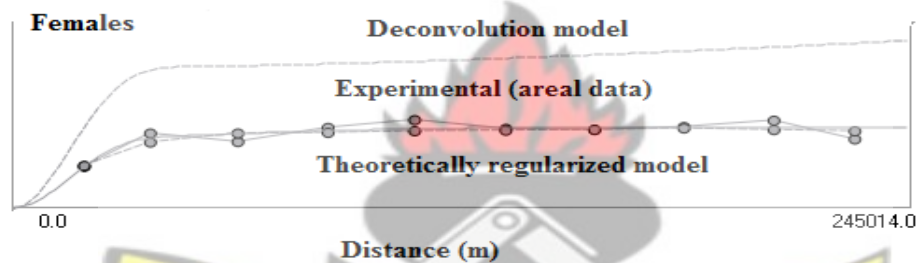 Females
Deconvolution model
Experimental (areal data)
Theoretically regularized model
0.0
245014.0
Distance (m)